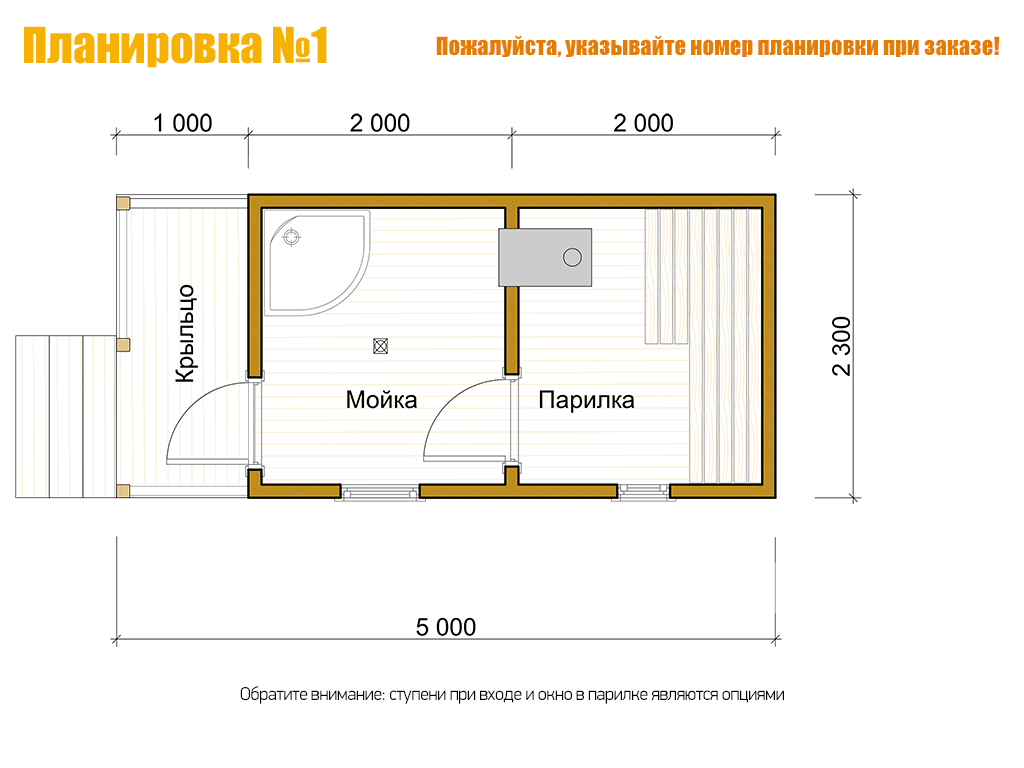 Планировка №1
Пожалуйста, указывайте номер планировки при заказе!
1 000
2 000
2 000
Крыльцо
Мойка
Парилка
2 300
5 000
Обратите внимание: ступени при входе и окно в парилке являются опциями